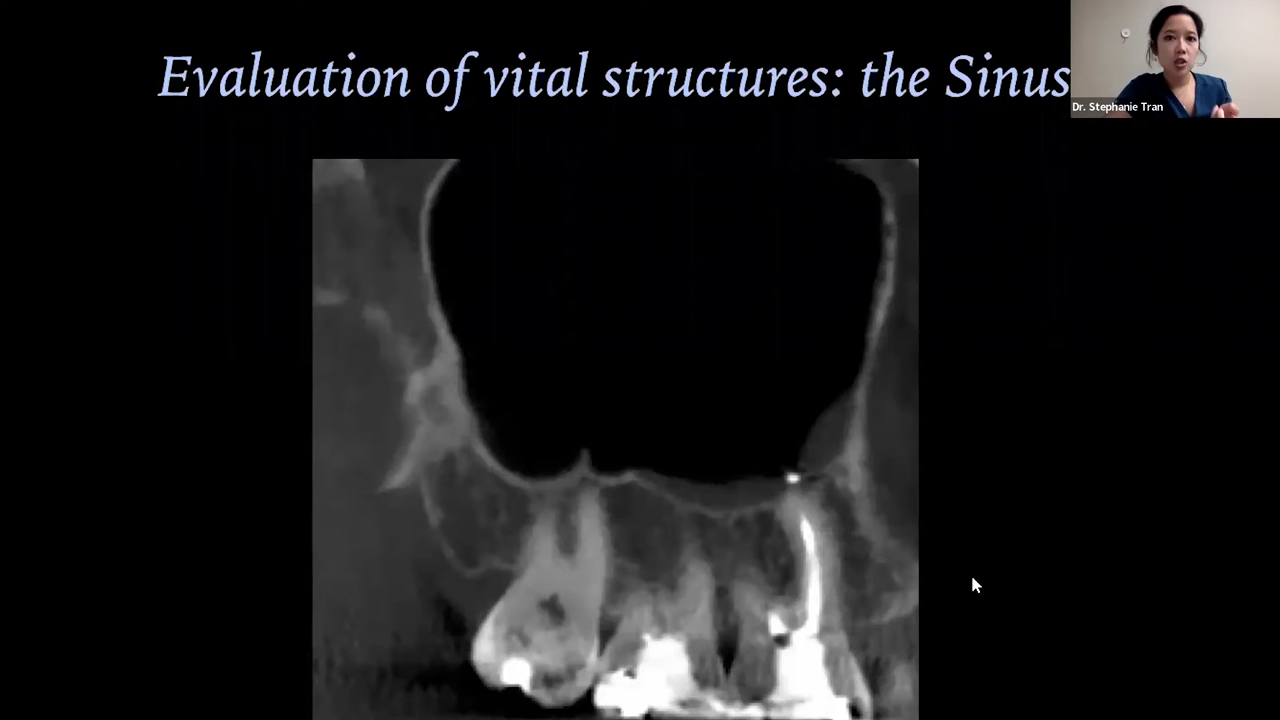 Evaluation of vital structures: the Sinus
Dr. Stephanie Tran